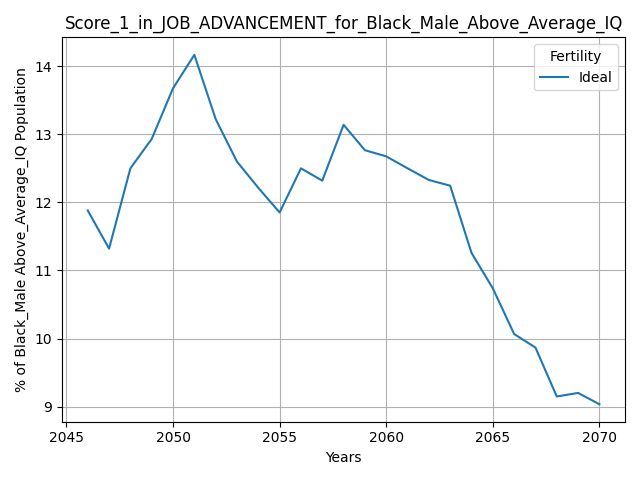 Score_1_in_JOB_ADVANCEMENT_for_Black_Male_Above_Average_IQ
% of Black_Male Above_Average_IQ Population
14
13
12
11
10
9
Fertility
Ideal
2045 2050 2055 2060 2065 2070
Years